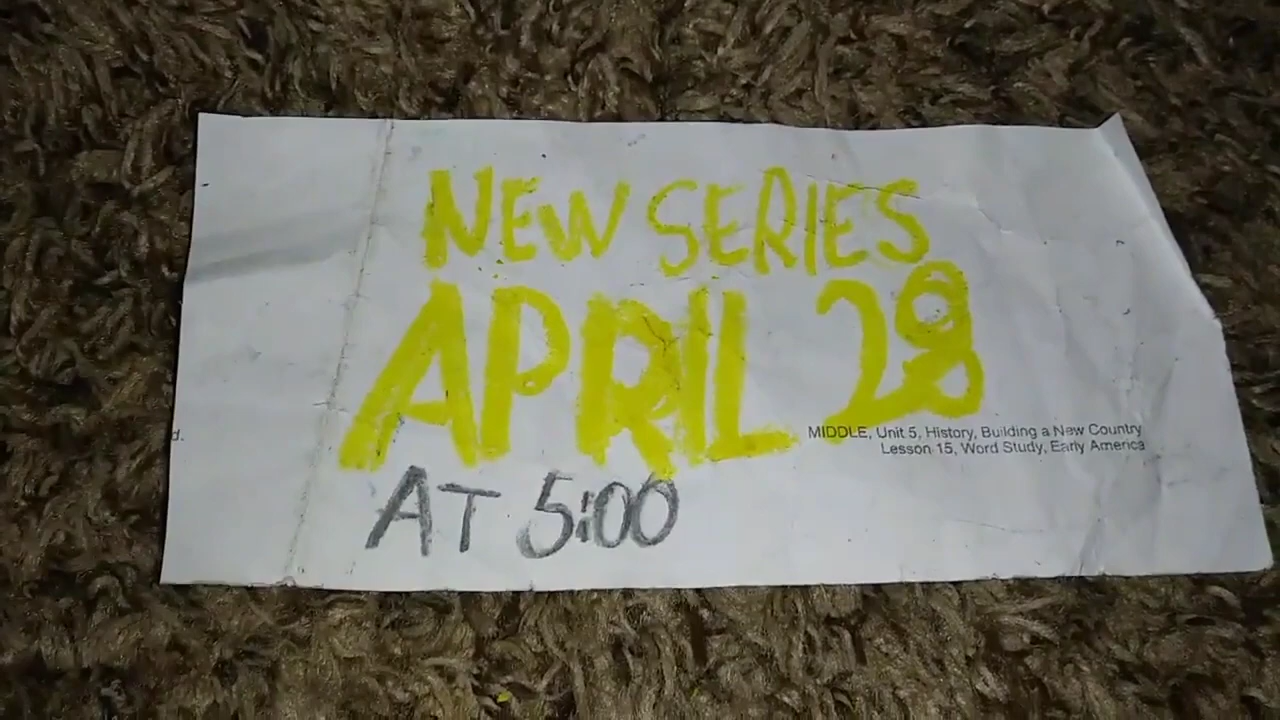 NEW SERIES
APRIL 28
d.
MIDDLE, Unit 5, History, Building a New Country
Lesson 15, Word Study, Early America
AT 5:00